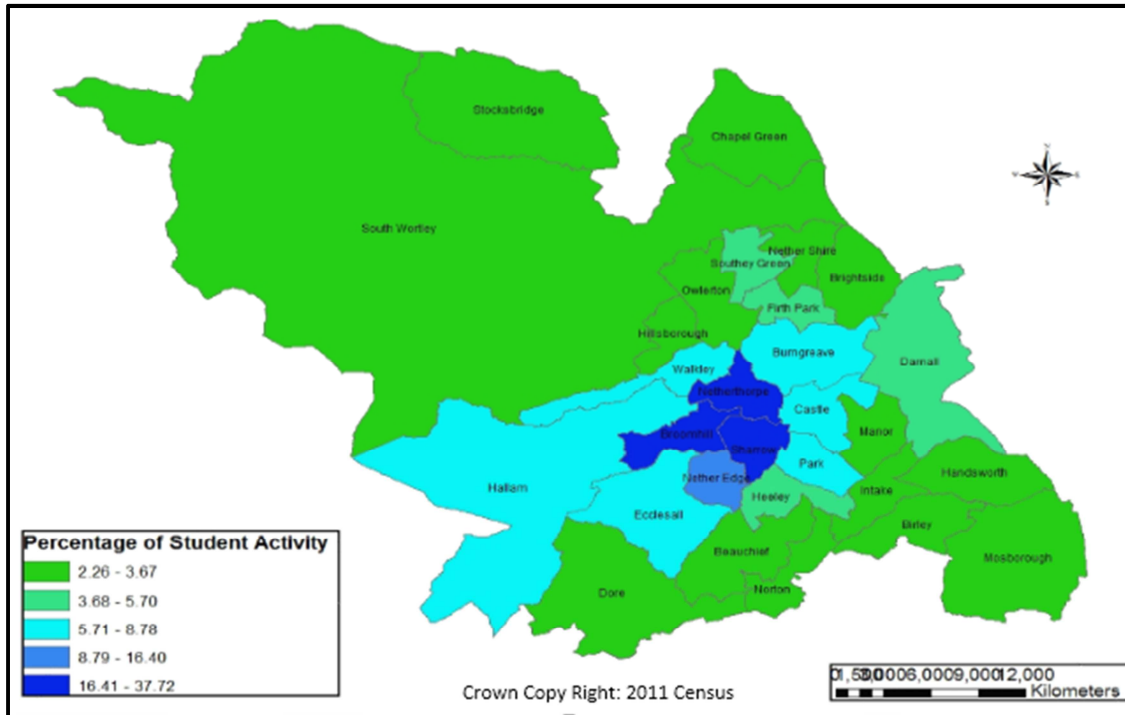 Stocksbridge
Chapel Green
South Wortley
Nether Shire
Southey Green
Brightside
Owlerton
Firth Park
Hillsborough
Burngreave
Darnall
Walkley
Netherthorpe
Castle
Broomhill
Manor
Sharrow
Park
Handsworth
Nether Edge
Hallam
Heeley
Intake
Ecclesall
Birley
Beauchief
Mosborough
Dore
Norton
Percentage of Student Activity
2.26 - 3.67
3.68 - 5.70
5.71 - 8.78
8.79 - 16.40
16.41 - 37.72
Crown Copy Right: 2011 Census
Kilometers